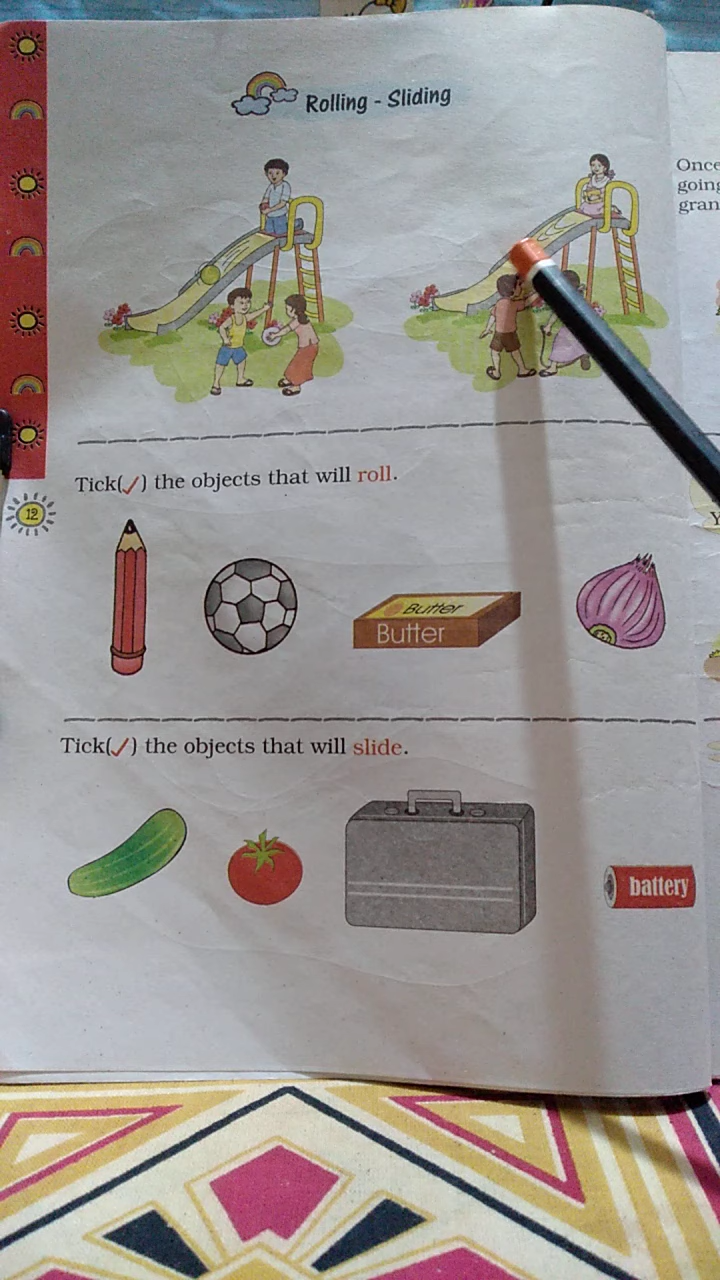 Rolling - Sliding
Once
going
gran
Tick(✓) the objects that will roll.
12
Butter
Butter
Y
Tick(✓) the objects that will slide.
battery